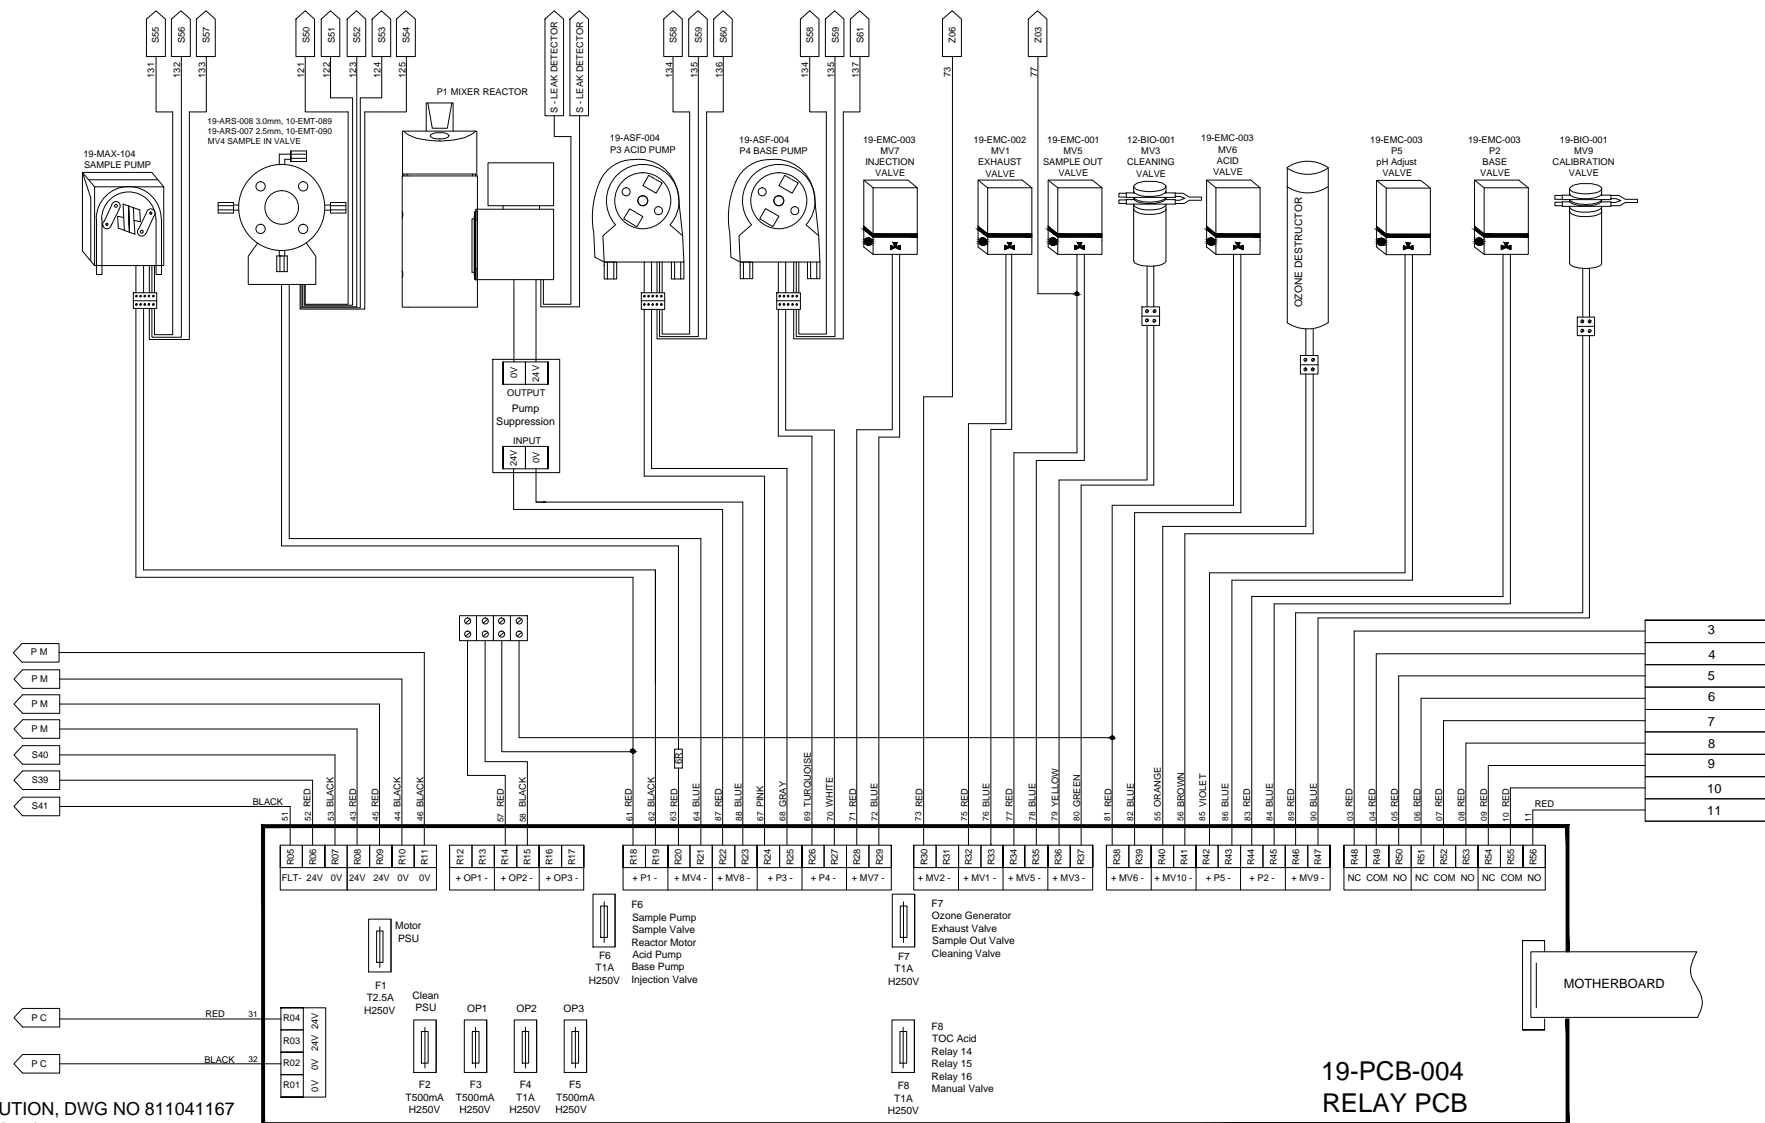 S55
S56
S57
S50
S51
S52
S53
S54
S - LEAK DETECTOR
S - LEAK DETECTOR
S58
S59
S60
S58
S59
S61
Z06
Z03
131
132
133
121
122
123
124
125
134
135
136
134
135
137
73
77
P1 MIXER REACTOR
19-MAX-104
SAMPLE PUMP
19-ARS-008 3.0mm, 10-EMT-089
19-ARS-007 2.5mm, 10-EMT-090
MV4 SAMPLE IN VALVE
19-ASF-004
P3 ACID PUMP
19-ASF-004
P4 BASE PUMP
19-EMC-003
MV7
INJECTION
VALVE
19-EMC-002
MV1
EXHAUST
VALVE
19-EMC-001
MV5
SAMPLE OUT
VALVE
12-BIO-001
MV3
CLEANING
VALVE
19-EMC-003
MV6
ACID
VALVE
OZONE DESTRUCTOR
19-EMC-003
P5
pH Adjust
VALVE
19-EMC-003
P2
BASE
VALVE
19-BIO-001
MV9
CALIBRATION
VALVE
0V 24V
OUTPUT
Pump
Suppression
INPUT
24V 0V
P M
P M
P M
P M
S40
S39
S41
3
4
5
6
7
8
9
10
11
6R
BLACK
RED
51
52 RED
53 BLACK
43 RED
45 RED
44 BLACK
46 BLACK
57 RED
58 BLACK
61 RED
62 BLACK
63 RED
64 BLUE
87 RED
88 BLUE
67 PINK
68 GRAY
69 TURQUOISE
70 WHITE
71 RED
72 BLUE
73 RED
75 RED
76 BLUE
77 RED
78 BLUE
79 YELLOW
80 GREEN
81 RED
82 BLUE
55 ORANGE
56 BROWN
85 VIOLET
86 BLUE
83 RED
84 BLUE
89 RED
90 BLUE
03 RED
04 RED
05 RED
06 RED
07 RED
08 RED
09 RED
10 RED
11
R05 R06 R07 R08 R09 R10 R11
R12 R13 R14 R15 R16 R17
R18 R19 R20 R21 R22 R23 R24 R25 R26 R27 R28 R29
R30 R31 R32 R33 R34 R35 R36 R37
R38 R39 R40 R41 R42 R43 R44 R45 R46 R47
R48 R49 R50 R51 R52 R53 R54 R55 R56
FLT- 24V 0V 24V 24V 0V 0V
+ OP1 - + OP2 - + OP3 -
+ P1 - + MV4 - + MV8 - + P3 - + P4 - + MV7 -
+ MV2 - + MV1 - + MV5 - + MV3 -
+ MV6 - + MV10 - + P5 - + P2 - + MV9 -
NC COM NO NC COM NO NC COM NO
Motor
PSU
F1
T2.5A
H250V
F6
Sample Pump
Sample Valve
Reactor Motor
Acid Pump
Base Pump
Injection Valve
F6
T1A
H250V
F7
Ozone Generator
Exhaust Valve
Sample Out Valve
Cleaning Valve
F7
T1A
H250V
MOTHERBOARD
P C
RED 31
P C
BLACK 32
R04 24V
R03 24V
R02 0V
R01 0V
Clean
PSU
F2
T500mA
H250V
OP1
F3
T500mA
H250V
OP2
F4
T1A
H250V
OP3
F5
T500mA
H250V
F8
TOC Acid
Relay 14
Relay 15
Relay 16
Manual Valve
F8
T1A
H250V
19-PCB-004
RELAY PCB
UTION, DWG NO 811041167